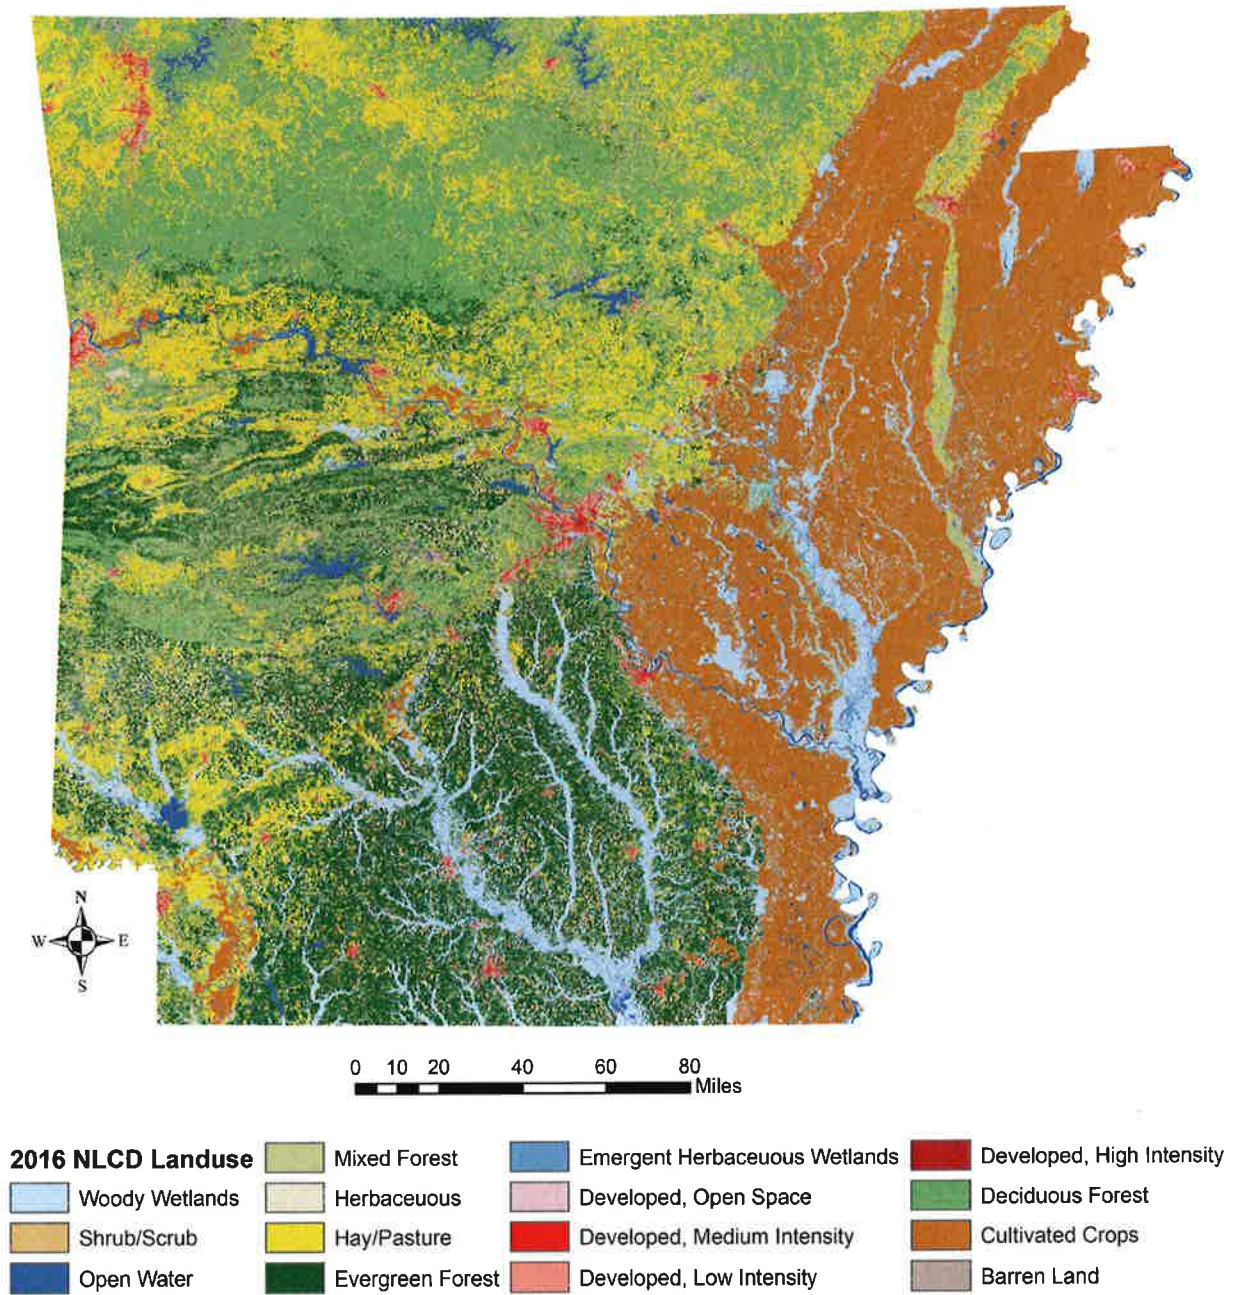 N
W E
S
0 10 20 40 60 80
Miles
2016 NLCD Landuse
Woody Wetlands
Shrub/Scrub
Open Water
Mixed Forest
Herbaceous
Hay/Pasture
Evergreen Forest
Emergent Herbaceuous Wetlands
Developed, Open Space
Developed, Medium Intensity
Developed, Low Intensity
Developed, High Intensity
Deciduous Forest
Cultivated Crops
Barren Land